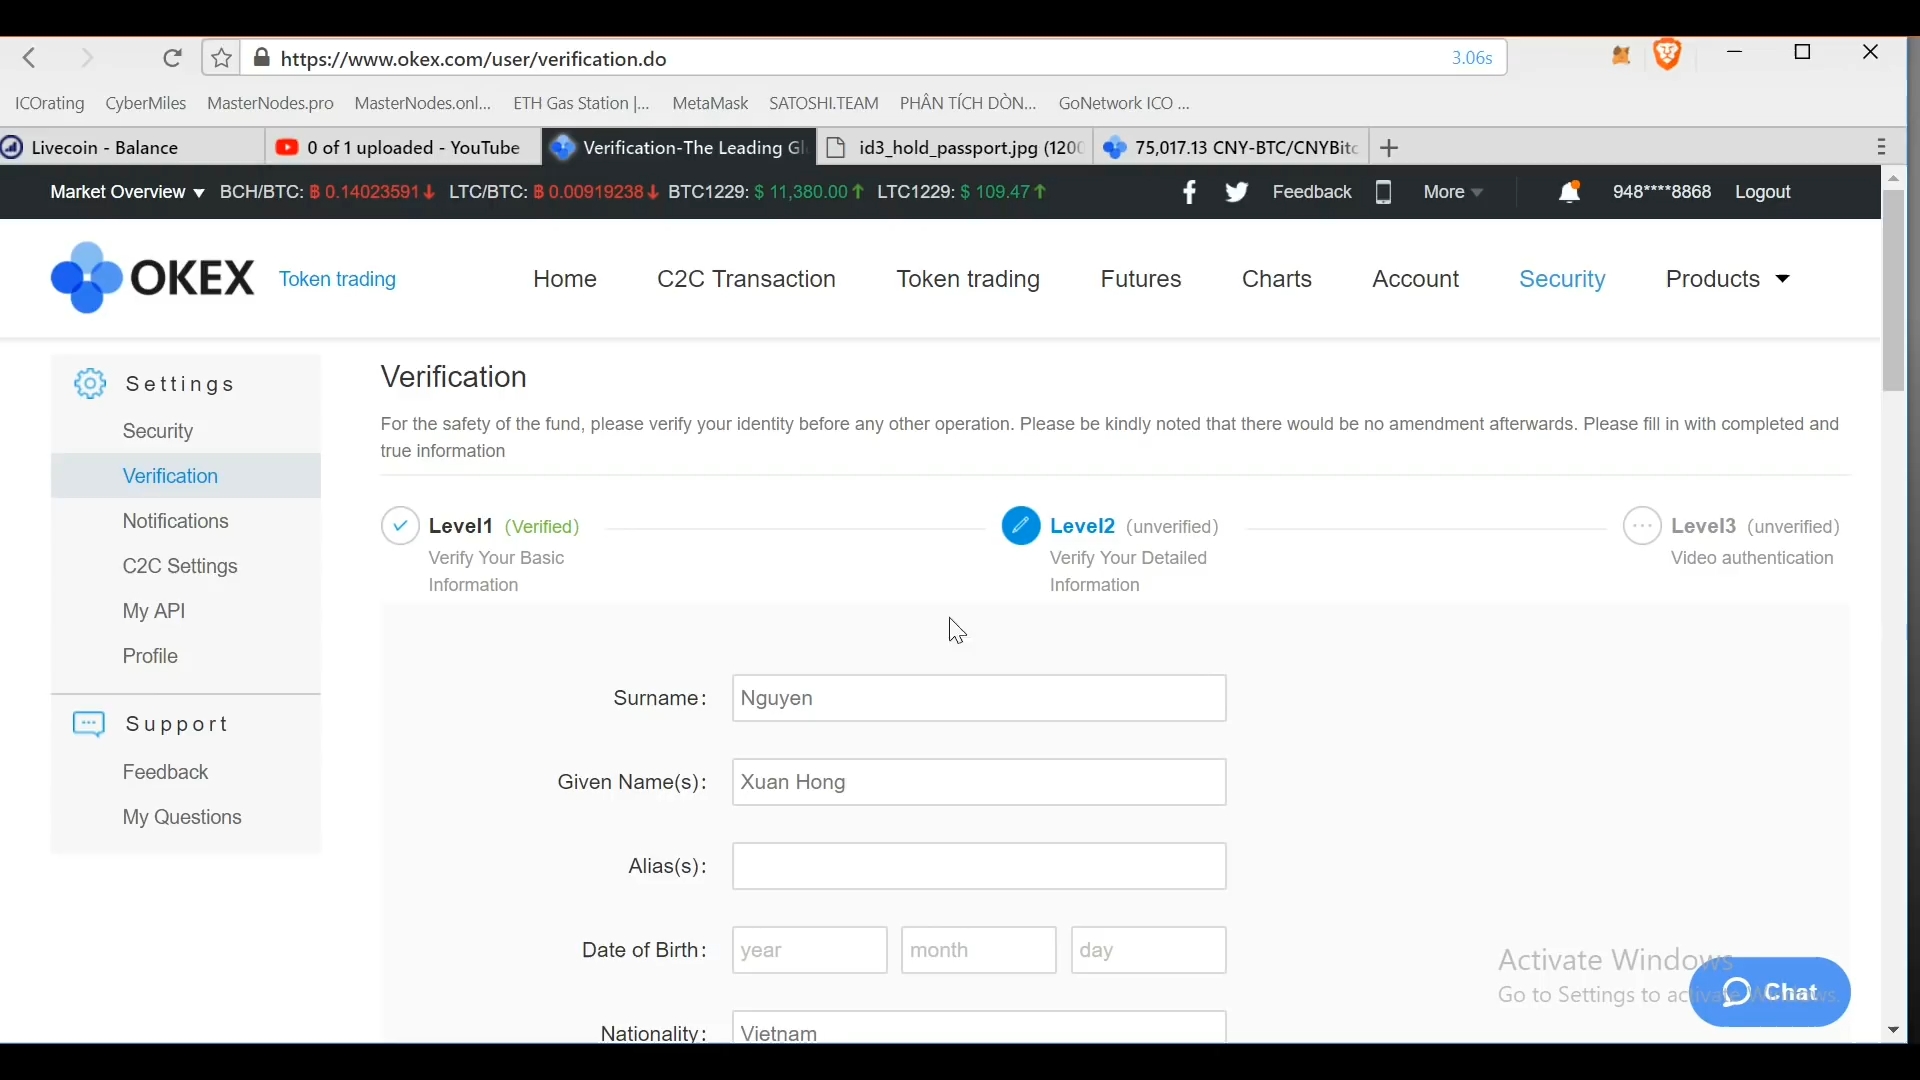 https://www.okex.com/user/verification.do 3.06s
ICOrating CyberMiles MasterNodes.pro MasterNodes.onl... ETH Gas Station |... MetaMask SATOSHI.TEAM PHÂN TÍCH DÒN... GoNetwork ICO ...
Livecoin - Balance 0 of 1 uploaded - YouTube Verification-The Leading Gl id3_hold_passport.jpg (1200 75,017.13 CNY-BTC/CNYBitc
Market Overview BCH/BTC: ฿ 0.14023591↓ LTC/BTC: ฿ 0.00919238↓ BTC1229: $ 11,380.00↑ LTC1229: $ 109.47↑ Feedback More 948****8868 Logout
OKEX Token trading Home C2C Transaction Token trading Futures Charts Account Security Products
Settings
Security
Verification
Notifications
C2C Settings
My API
Profile
Support
Feedback
My Questions
Verification
For the safety of the fund, please verify your identity before any other operation. Please be kindly noted that there would be no amendment afterwards. Please fill in with completed and
true information
Level1 (Verified)
Verify Your Basic
Information
Level2 (unverified)
Verify Your Detailed
Information
Level3 (unverified)
Video authentication
Surname: Nguyen
Given Name(s): Xuan Hong
Alias(s):
Date of Birth: year month day
Nationality: Vietnam
Activate Windows
Go to Settings to activate Windows.
Chat